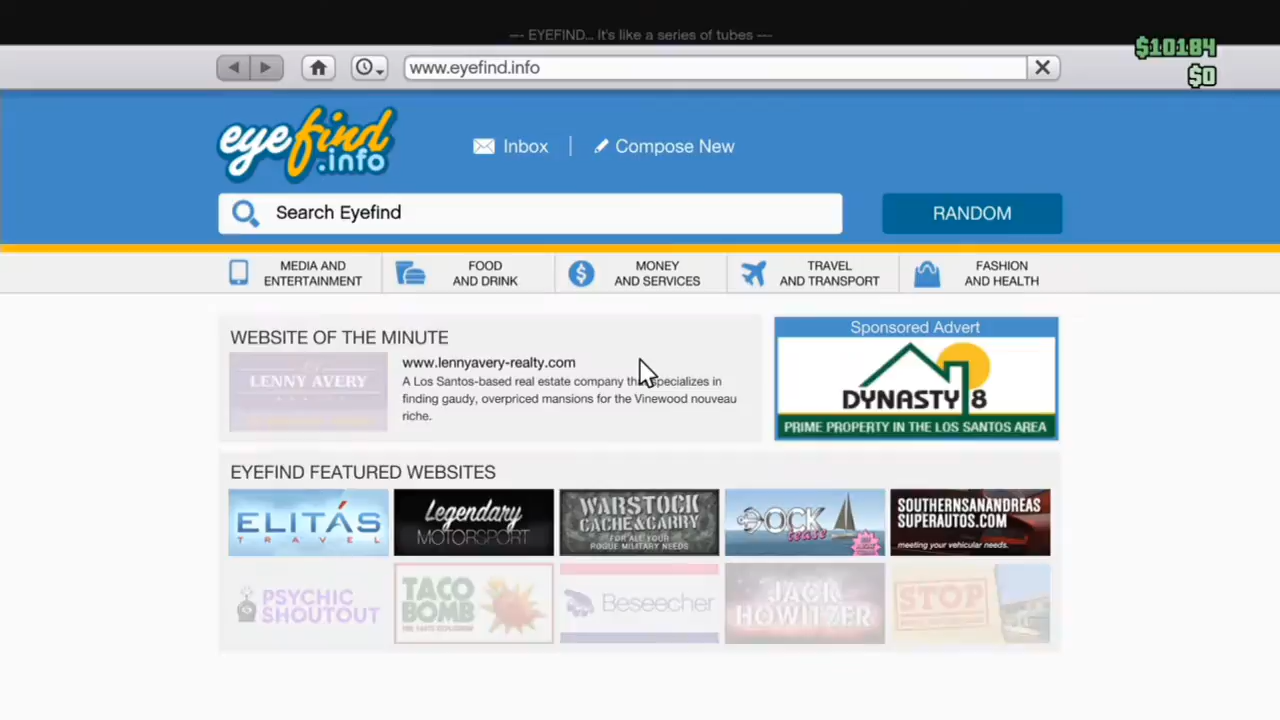 --- EYEFIND... It's like a series of tubes ---
$10184
$0
www.eyefind.info
eyefind
.info
Inbox
Compose New
Search Eyefind
RANDOM
MEDIA AND
ENTERTAINMENT
FOOD
AND DRINK
MONEY
AND SERVICES
TRAVEL
AND TRANSPORT
FASHION
AND HEALTH
WEBSITE OF THE MINUTE
LENNY AVERY
www.lennyavery-realty.com
A Los Santos-based real estate company specializes in
finding gaudy, overpriced mansions for the Vinewood nouveau
riche.
Sponsored Advert
DYNASTY 8
PRIME PROPERTY IN THE LOS SANTOS AREA
EYEFIND FEATURED WEBSITES
ELITÁS
TRAVEL
Legendary
MOTORSPORT
WARSTOCK
CACHE & CARRY
FOR ALL YOUR
ROGUE MILITARY NEEDS
DOCK
tease
SOUTHERNSANANDREAS
SUPERAUTOS.COM
meeting your vehicular needs.
PSYCHIC
SHOUTOUT
TACO
BOMB
Beseecher
JACK
HOWITZER
STOP